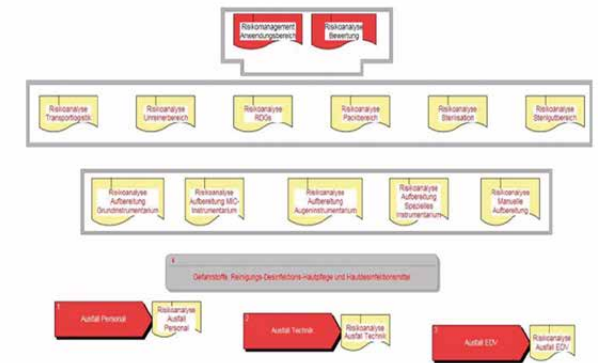 Risikomanagement
Anwendungsbereich
Risikoanalyse
Bewertung
Risikoanalyse
Transportlogistik
Risikoanalyse
Unreinerbereich
Risikoanalyse
RDGs
Risikoanalyse
Packbereich
Risikoanalyse
Sterilisation
Risikoanalyse
Sterilgutbereich
Risikoanalyse
Aufbereitung
Grundinstrumentarium
Risikoanalyse
Aufbereitung MIC-
Instrumentarium
Risikoanalyse
Aufbereitung
Augeninstrumentarium
Risikoanalyse
Aufbereitung
Spezielles
Instrumentarium
Risikoanalyse
Manuelle
Aufbereitung
Gefahrstoffe, Reinigungs-Desinfektions-Hautpflege und Hautdesinfektionsmittel
1
Ausfall Personal
Risikoanalyse
Ausfall
Personal
2
Ausfall Technik
Risikoanalyse
Ausfall Technik
3
Ausfall EDV
Risikoanalyse
Ausfall EDV